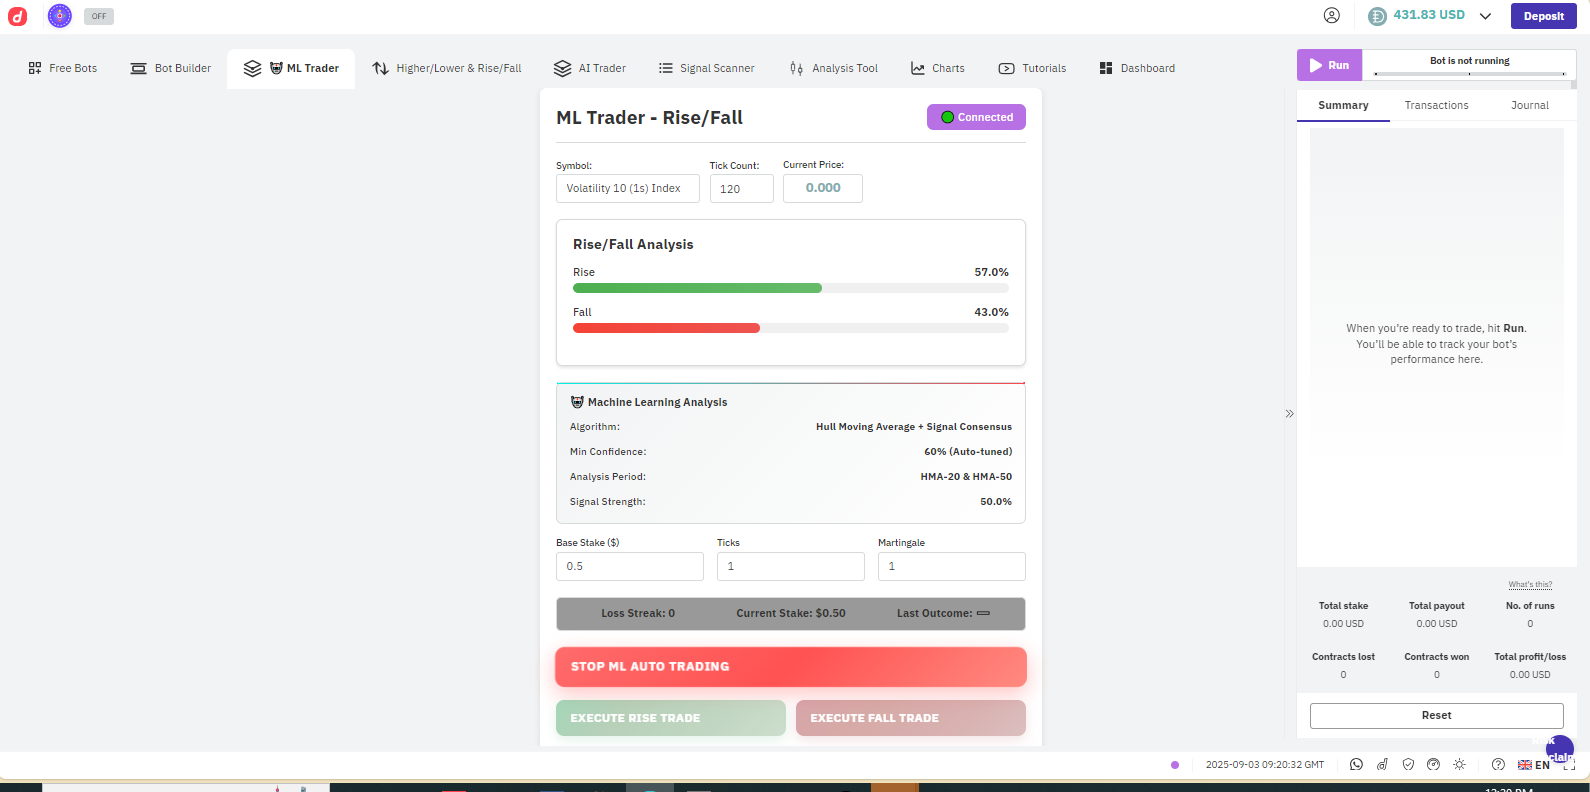 OFF
431.83 USD
Deposit
Free Bots
Bot Builder
ML Trader
Higher/Lower & Rise/Fall
AI Trader
Signal Scanner
Analysis Tool
Charts
Tutorials
Dashboard
Run
Bot is not running
ML Trader - Rise/Fall
Connected
Symbol:
Tick Count:
Current Price:
Volatility 10 (1s) Index
120
0.000
Rise/Fall Analysis
Rise 57.0%
Fall 43.0%
Machine Learning Analysis
Algorithm: Hull Moving Average + Signal Consensus
Min Confidence: 60% (Auto-tuned)
Analysis Period: HMA-20 & HMA-50
Signal Strength: 50.0%
Base Stake ($)
Ticks
Martingale
0.5
1
1
Loss Streak: 0
Current Stake: $0.50
Last Outcome:
STOP ML AUTO TRADING
EXECUTE RISE TRADE
EXECUTE FALL TRADE
Summary
Transactions
Journal
When you're ready to trade, hit Run.
You'll be able to track your bot's
performance here.
What's this?
Total stake
Total payout
No. of runs
0.00 USD
0.00 USD
0
Contracts lost
Contracts won
Total profit/loss
0
0
0.00 USD
Reset
2025-09-03 09:20:32 GMT
EN